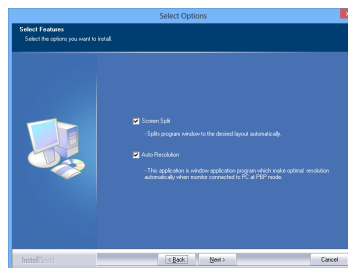 Select Options
Select Features
Select the options you want to install.
Screen Split
- Splits program window to the desired layout automatically.
Auto Resolution
- This application is window application program which make optimal resolution
automatically when monitor connected to PC at PBP mode.
< Back
Next >
Cancel